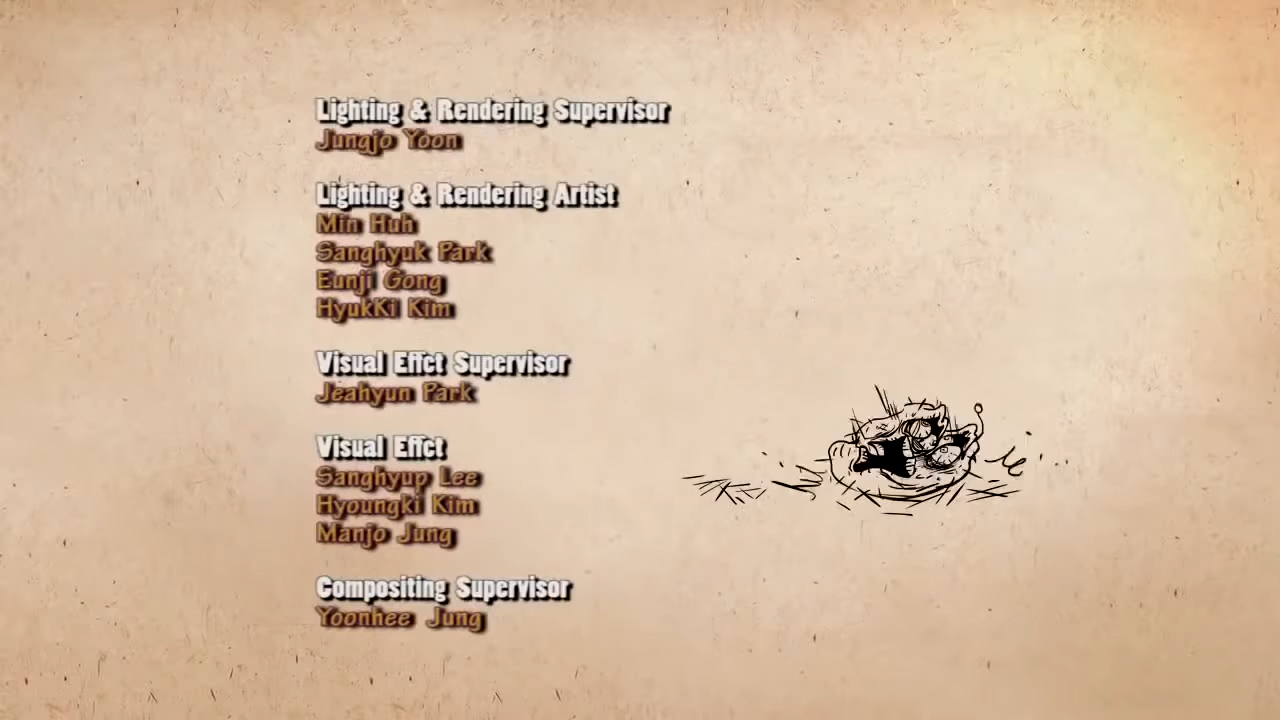 Lighting & Rendering Supervisor
Jungjo Yoon
Lighting & Rendering Artist
Min Huh
Sanghyuk Park
Eunji Gong
HyukKi Kim
Visual Effct Supervisor
Jeahyun Park
Visual Effct
Sanghyup Lee
Hyoungki Kim
Manjo Jung
Compositing Supervisor
Yoonhee Jung